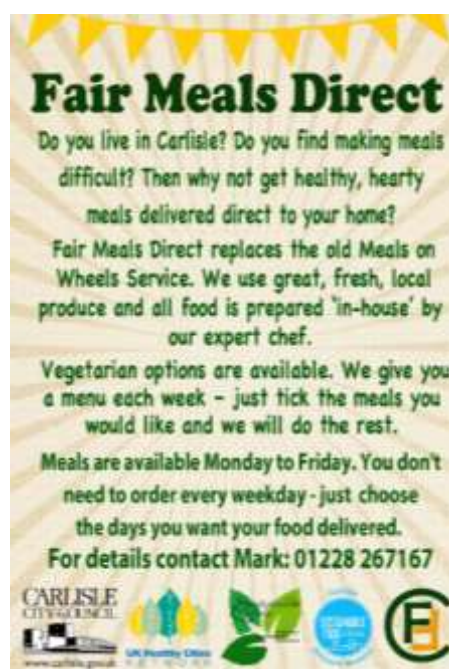 Fair Meals Direct
Do you live in Carlisle? Do you find making meals
difficult? Then why not get healthy, hearty
meals delivered direct to your home?
Fair Meals Direct replaces the old Meals on
Wheels Service. We use great, fresh, local
produce and all food is prepared 'in-house' by
our expert chef.
Vegetarian options are available. We give you
a menu each week - just tick the meals you
would like and we will do the rest.
Meals are available Monday to Friday. You don't
need to order every weekday - just choose
the days you want your food delivered.
For details contact Mark: 01228 267167
CARLISLE
CITY COUNCIL
www.carlisle.gov.uk
UK Healthy Cities
NETWORK